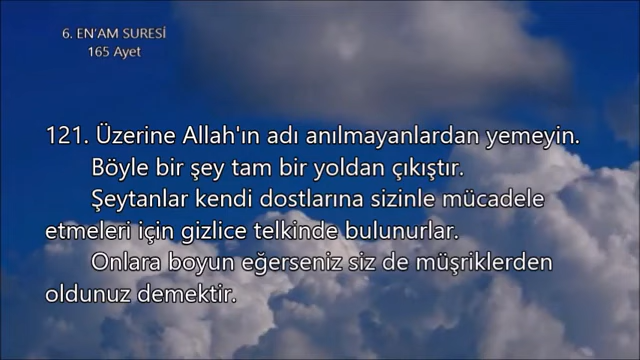 6. EN'AM SURESİ
165 Ayet
121. Üzerine Allah'ın adı anılmayanlardan yemeyin.
Böyle bir şey tam bir yoldan çıkıştır.
Şeytanlar kendi dostlarına sizinle mücadele
etmeleri için gizlice telkinde bulunurlar.
Onlara boyun eğerseniz siz de müşriklerden
oldunuz demektir.